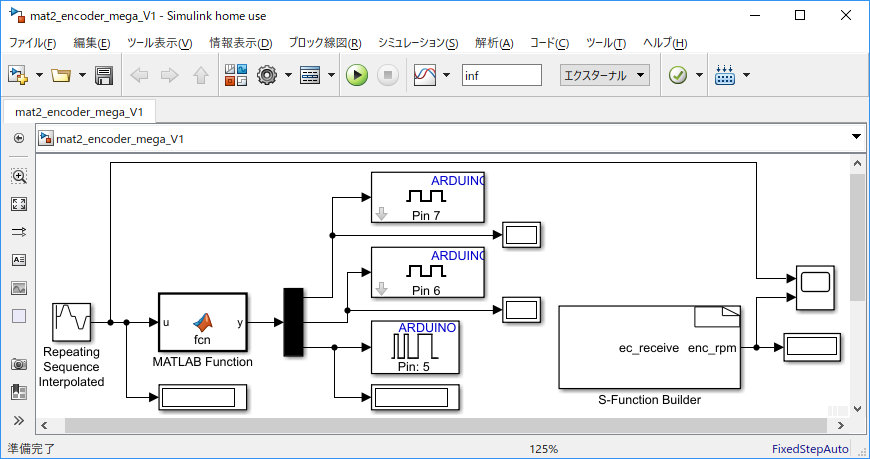 mat2_encoder_mega_V1 - Simulink home use
ファイル(F) 編集(E) ツール表示(V) 情報表示(D) ブロック線図(R) シミュレーション(S) 解析(A) コード(C) ツール(T) ヘルプ(H)
inf エクスターナル
mat2_encoder_mega_V1
mat2_encoder_mega_V1
ARDUINO
Pin 7
ARDUINO
Pin 6
ARDUINO
Pin: 5
u fcn y
MATLAB Function
Repeating
Sequence
Interpolated
ec_receive enc_rpm
S-Function Builder
準備完了 125% FixedStepAuto